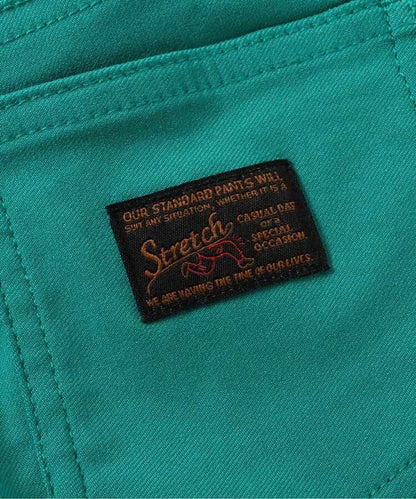 OUR STANDARD PANTS WILL
SUIT ANY SITUATION, WHETHER IT IS A
Stretch
CASUAL DAY
or a
SPECIAL
OCCASION.
WE ARE HAVING THE TIME OF OUR LIVES.